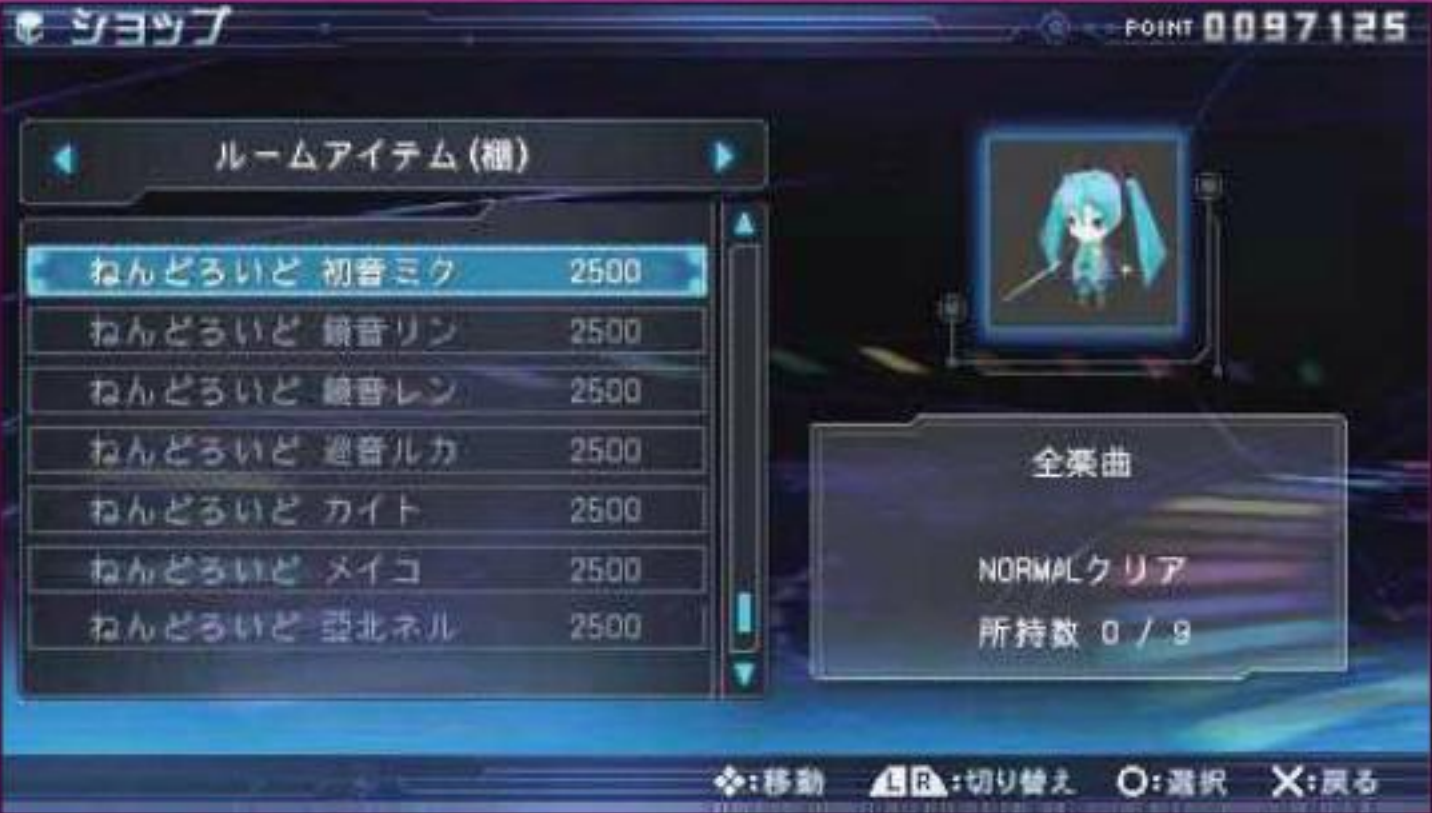 ショップ
POINT 0097125
ルームアイテム(棚)
ねんどろいど 初音ミク 2500
ねんどろいど 鏡音リン 2500
ねんどろいど 鏡音レン 2500
ねんどろいど 巡音ルカ 2500
ねんどろいど カイト 2500
ねんどろいど メイコ 2500
ねんどろいど 亞北ネル 2500
全楽曲
NORMALクリア
所持数 0 / 9
:移動 L R:切り替え ○:選択 ×:戻る